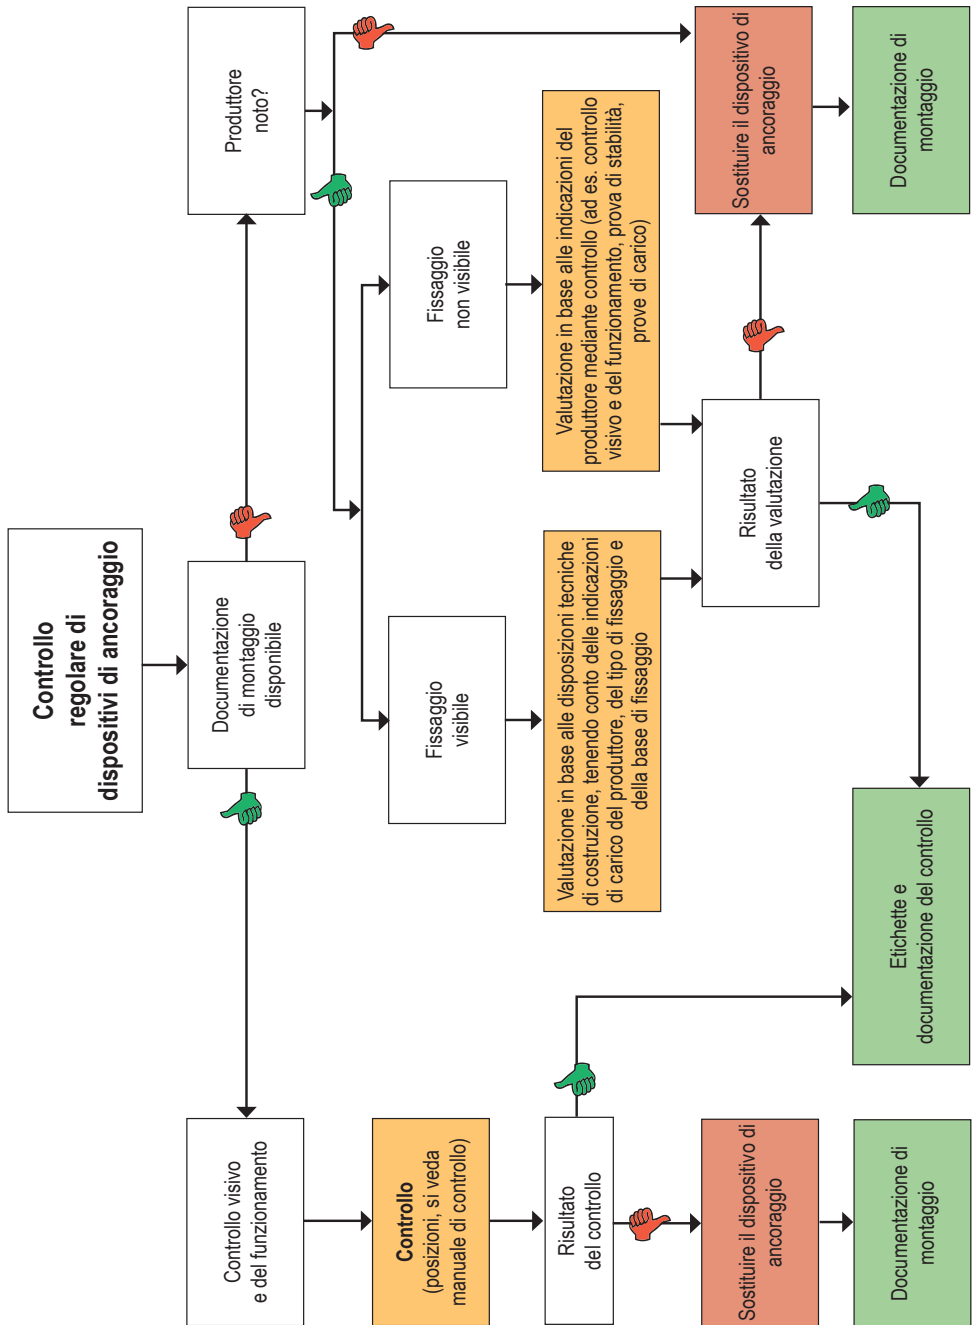 Controllo
regolare di
dispositivi di ancoraggio
Documentazione
di montaggio
disponibile
Controllo visivo
e del funzionamento
Controllo
(posizioni, si veda
manuale di controllo)
Risultato
del controllo
Sostituire il dispositivo di
ancoraggio
Documentazione di
montaggio
Produttore
noto?
Fissaggio
visibile
Valutazione in base alle disposizioni tecniche
di costruzione, tenendo conto delle indicazioni
di carico del produttore, del tipo di fissaggio e
della base di fissaggio
Fissaggio
non visibile
Valutazione in base alle indicazioni del
produttore mediante controllo (ad es. controllo
visivo e del funzionamento, prova di stabilità,
prove di carico)
Risultato
della valutazione
Etichette e
documentazione del controllo
Sostituire il dispositivo di
ancoraggio
Documentazione di
montaggio